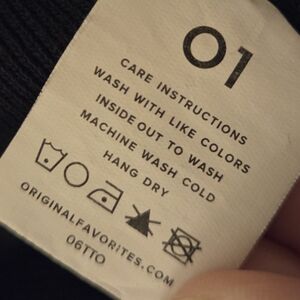 01
CARE INSTRUCTIONS
WASH WITH LIKE COLORS
INSIDE OUT TO WASH
MACHINE WASH COLD
HANG DRY
ORIGINALFAVORITES.COM
06TTO